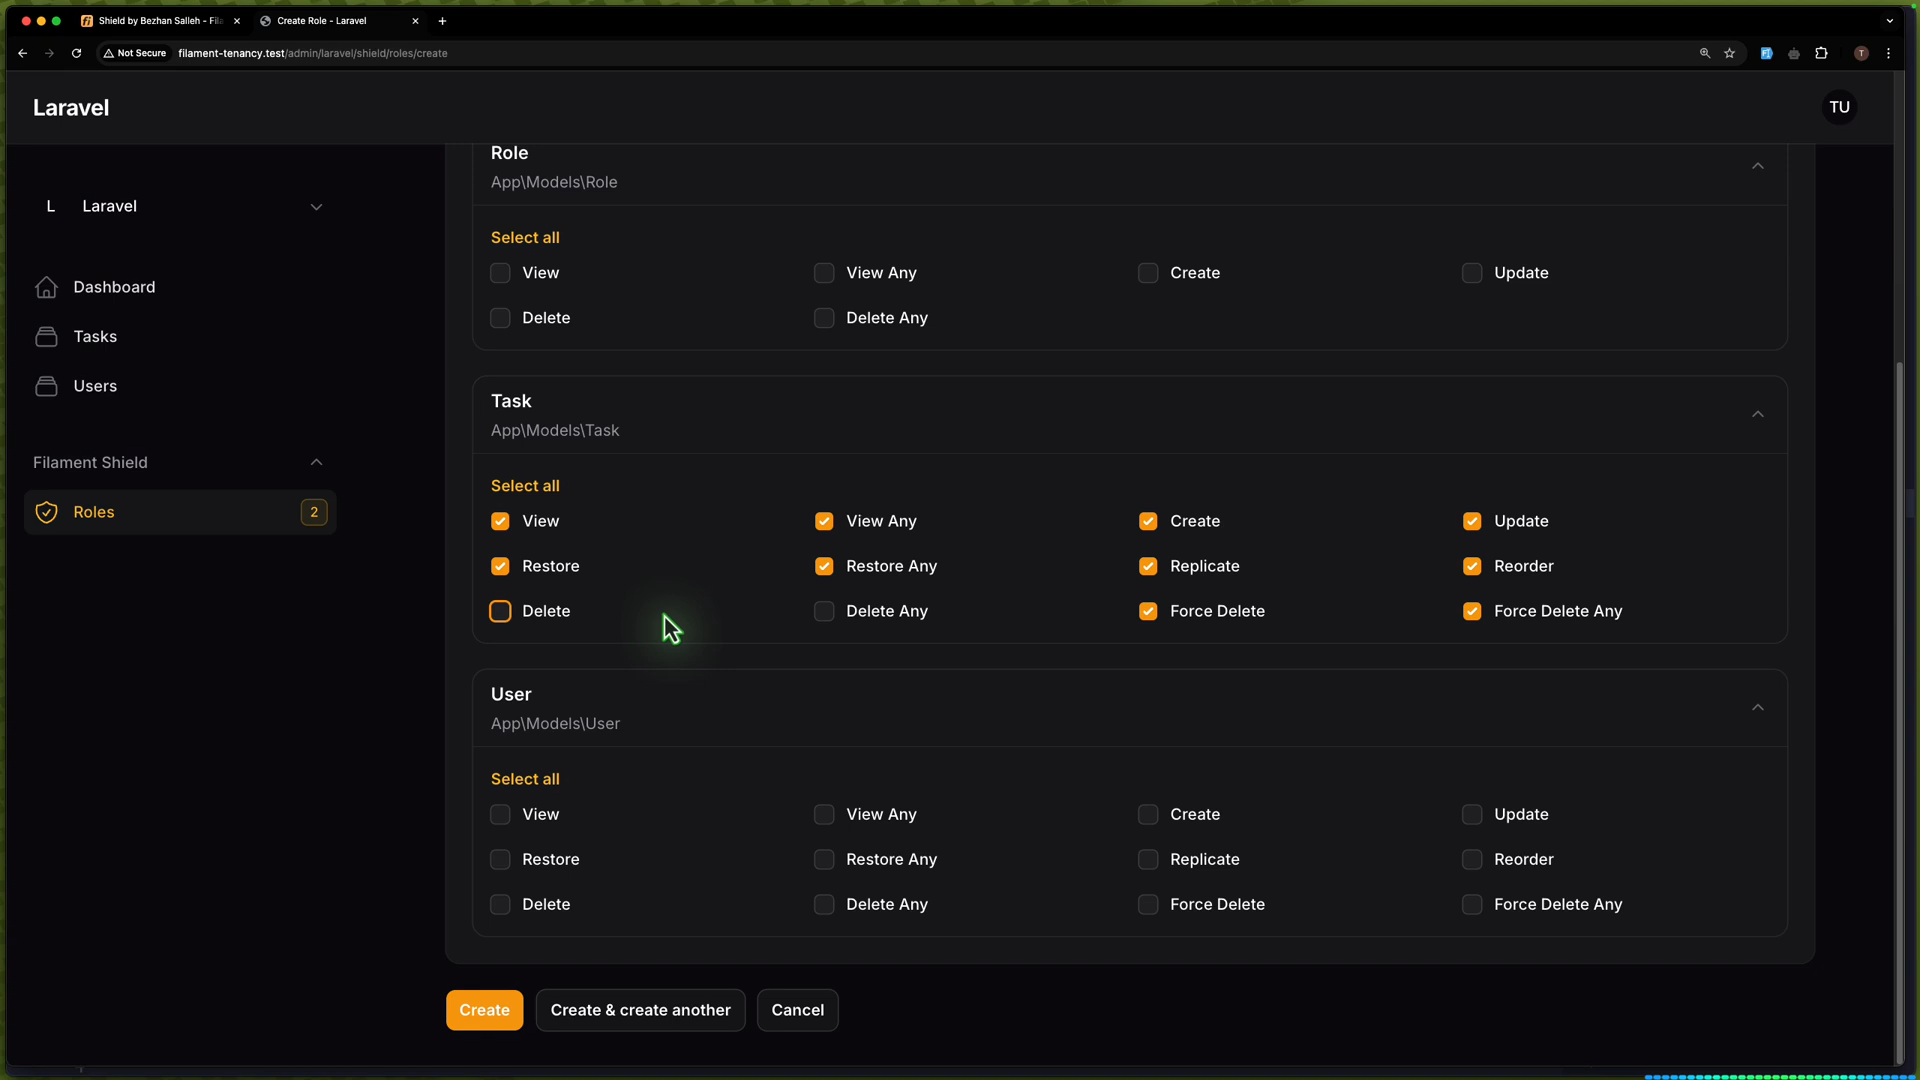 Shield by Bezhan Salleh - Fila
Create Role - Laravel
Not Secure
filament-tenancy.test/admin/laravel/shield/roles/create
T
Laravel
TU
L Laravel
Dashboard
Tasks
Users
Filament Shield
Roles 2
Role
App\Models\Role
Select all
View View Any Create Update
Delete Delete Any
Task
App\Models\Task
Select all
View View Any Create Update
Restore Restore Any Replicate Reorder
Delete Delete Any Force Delete Force Delete Any
User
App\Models\User
Select all
View View Any Create Update
Restore Restore Any Replicate Reorder
Delete Delete Any Force Delete Force Delete Any
Create Create & create another Cancel